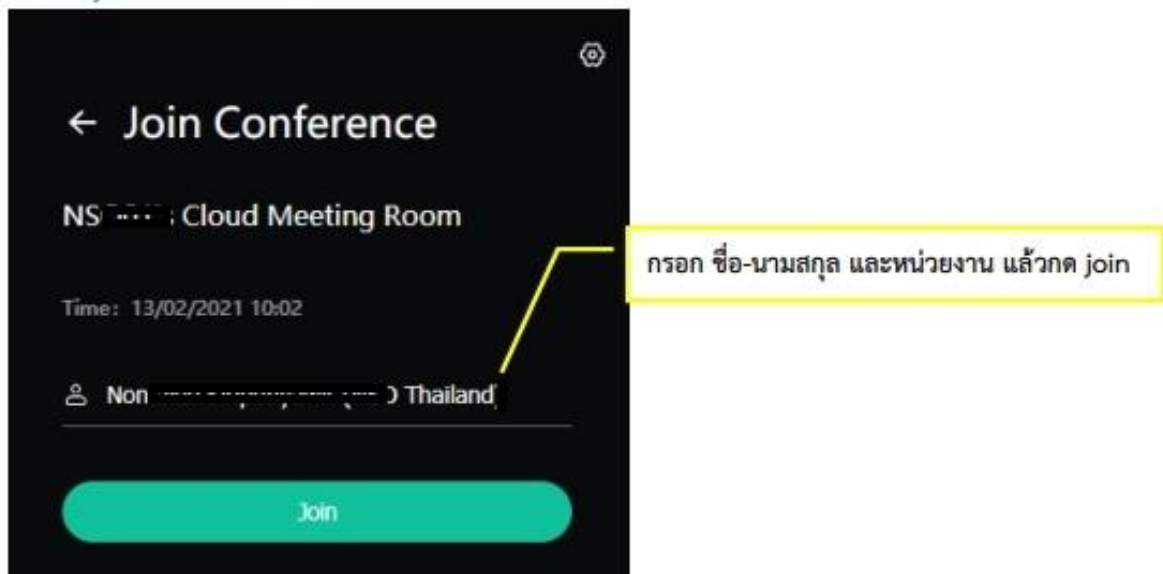 ← Join Conference
Cloud Meeting Room
Time: 13/02/2021 10:02
Thailand
Join
กรอก ชื่อ-นามสกุล และหน่วยงาน แล้วกด join